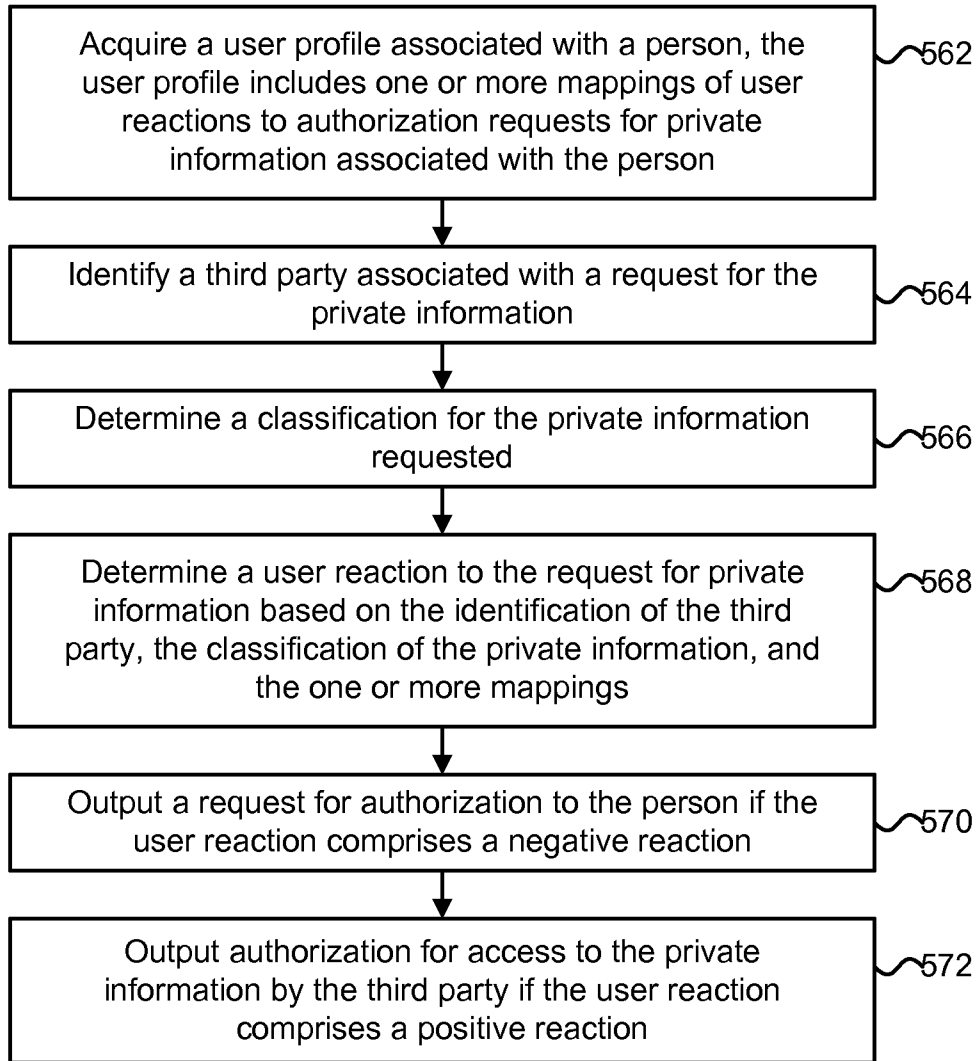 Acquire a user profile associated with a person, the
user profile includes one or more mappings of user
reactions to authorization requests for private
information associated with the person
562
Identify a third party associated with a request for the
private information
564
Determine a classification for the private information
requested
566
Determine a user reaction to the request for private
information based on the identification of the third
party, the classification of the private information, and
the one or more mappings
568
Output a request for authorization to the person if the
user reaction comprises a negative reaction
570
Output authorization for access to the private
information by the third party if the user reaction
comprises a positive reaction
572